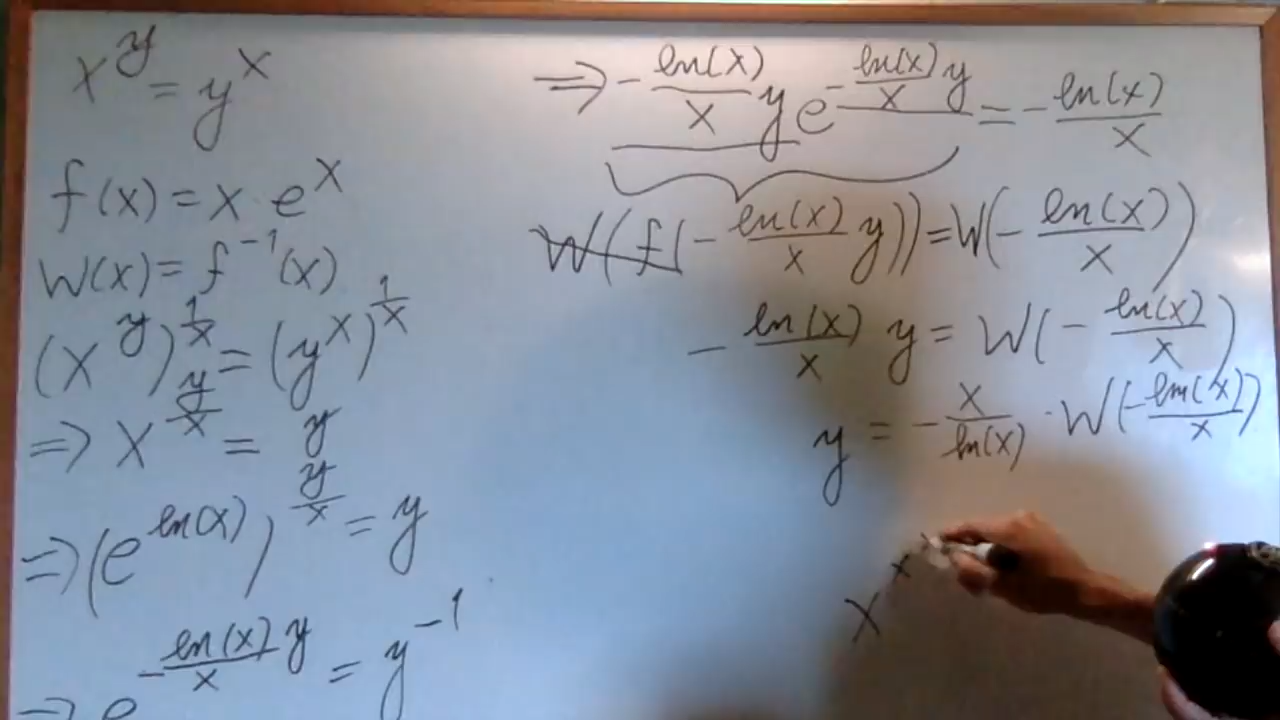 x^y = y^x
f(x) = x · e^x
W(x) = f^{-1}(x)
(x^y)^{1/x} = (y^x)^{1/x}
⇒ x^{y/x} = y
⇒ (e^{ln(x)})^{y/x} = y
⇒ e^{-ln(x)/x y} = y^{-1}
⇒ -ln(x)/x y e^{-ln(x)/x y} = -ln(x)/x
W(f(-ln(x)/x y)) = W(-ln(x)/x)
-ln(x)/x y = W(-ln(x)/x)
y = -x/ln(x) · W(-ln(x)/x)
x^x